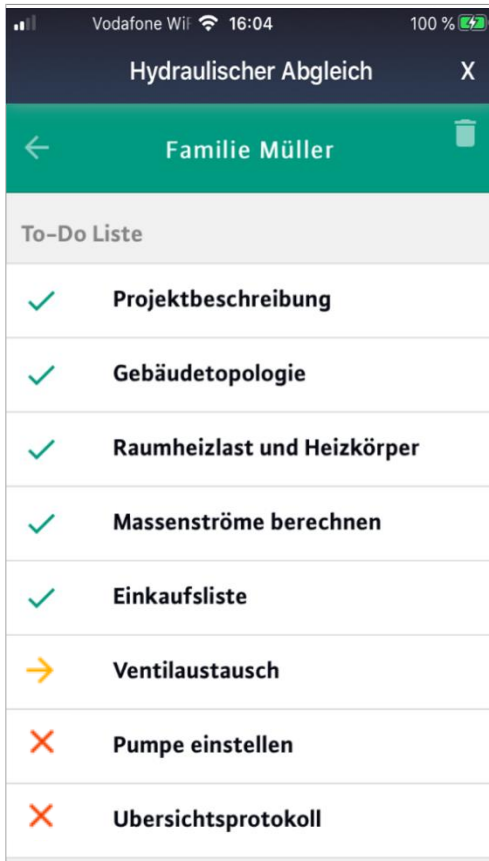 Vodafone WiF 16:04 100 %
Hydraulischer Abgleich X
Familie Müller
To-Do Liste
Projektbeschreibung
Gebäudetopologie
Raumheizlast und Heizkörper
Massenströme berechnen
Einkaufsliste
Ventilaustausch
Pumpe einstellen
Ubersichtsprotokoll